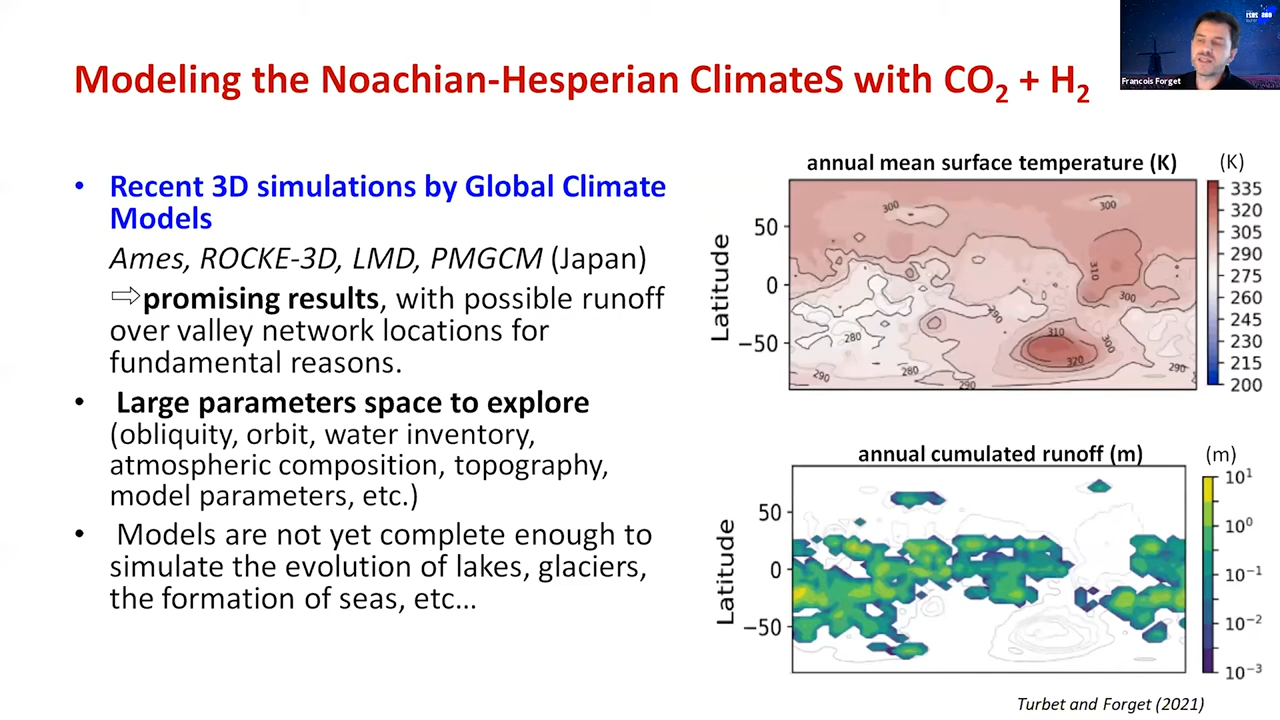 Modeling the Noachian-Hesperian ClimateS with CO2 + H2
Francois Forget
• Recent 3D simulations by Global Climate
Models
Ames, ROCKE-3D, LMD, PMGCM (Japan)
⇨promising results, with possible runoff
over valley network locations for
fundamental reasons.
• Large parameters space to explore
(obliquity, orbit, water inventory,
atmospheric composition, topography,
model parameters, etc.)
• Models are not yet complete enough to
simulate the evolution of lakes, glaciers,
the formation of seas, etc...
annual mean surface temperature (K)
(K)
Latitude
50
0
−50
300
300
310
300
290
280
310
300
320
290
280
290
290
335
320
305
290
275
260
245
230
215
200
annual cumulated runoff (m)
(m)
Latitude
50
0
−50
10¹
10⁰
10⁻¹
10⁻²
10⁻³
Turbet and Forget (2021)